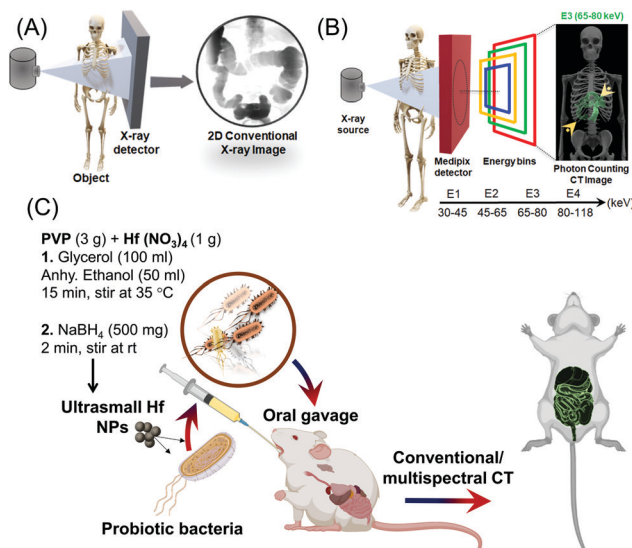 (A)
X-ray
detector
Object
2D Conventional
X-ray Image
(B)
E3 (65-80 keV)
X-ray
source
Medipix
detector
Energy bins
Photon Counting
CT Image
E1 E2 E3 E4 (keV)
30-45 45-65 65-80 80-118
(C)
PVP (3 g) + Hf (NO₃)₄ (1 g)
1. Glycerol (100 ml)
Anhy. Ethanol (50 ml)
15 min, stir at 35 °C
2. NaBH₄ (500 mg)
2 min, stir at rt
Ultrasmall Hf
NPs
Probiotic bacteria
Oral gavage
Conventional/
multispectral CT